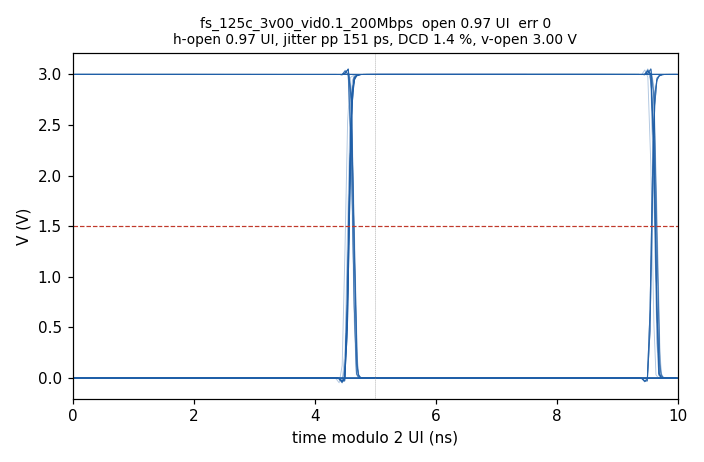 fs_125c_3v00_vid0.1_200Mbps  open 0.97 UI  err 0
h-open 0.97 UI, jitter pp 151 ps, DCD 1.4 %, v-open 3.00 V
V (V)
3.0
2.5
2.0
1.5
1.0
0.5
0.0
0 2 4 6 8 10
time modulo 2 UI (ns)